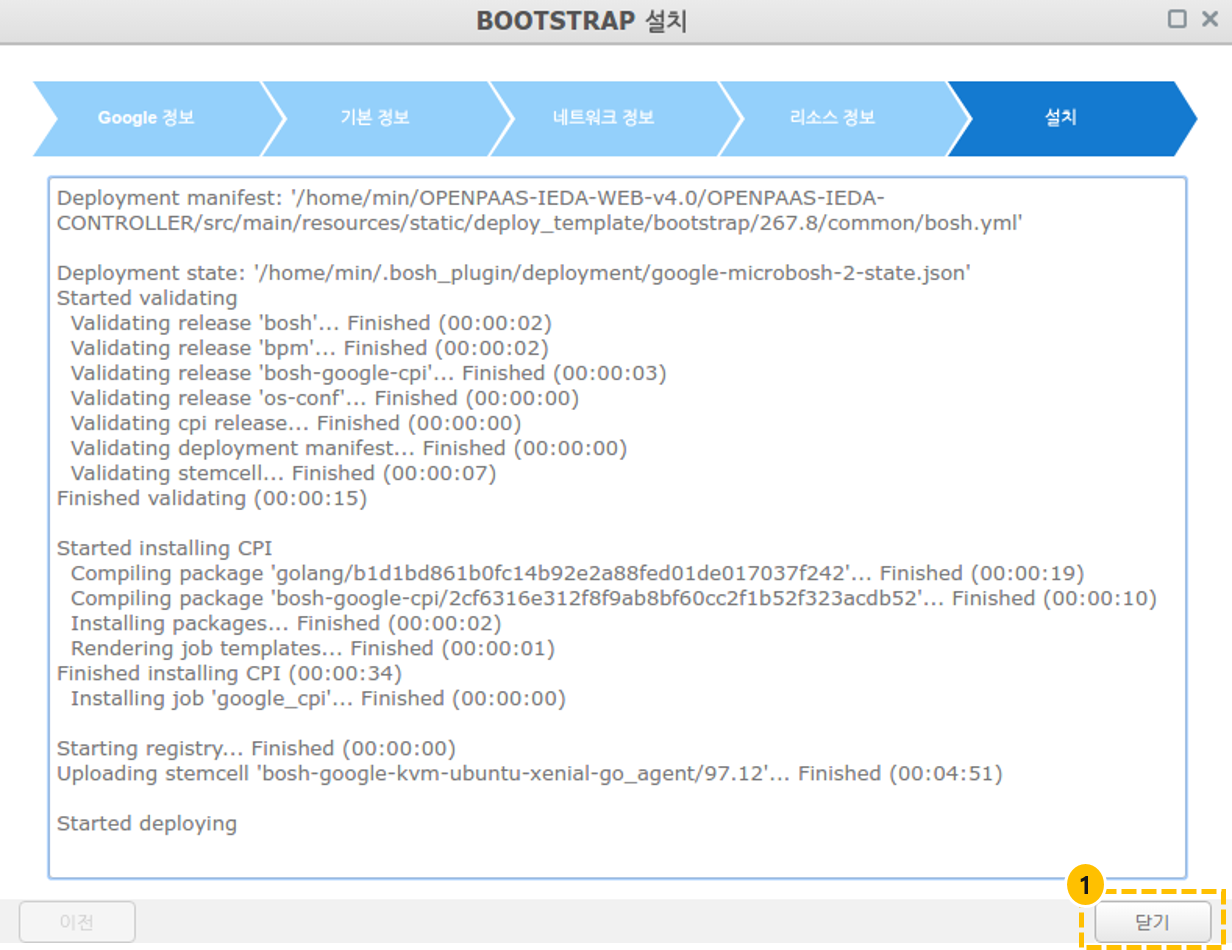 BOOTSTRAP 설치
Google 정보
기본 정보
네트워크 정보
리소스 정보
설치
Deployment manifest: '/home/min/OPENPAAS-IEDA-WEB-v4.0/OPENPAAS-IEDA-
CONTROLLER/src/main/resources/static/deploy_template/bootstrap/267.8/common/bosh.yml'
Deployment state: '/home/min/.bosh_plugin/deployment/google-microbosh-2-state.json'
Started validating
Validating release 'bosh'... Finished (00:00:02)
Validating release 'bpm'... Finished (00:00:02)
Validating release 'bosh-google-cpi'... Finished (00:00:03)
Validating release 'os-conf'... Finished (00:00:00)
Validating cpi release... Finished (00:00:00)
Validating deployment manifest... Finished (00:00:00)
Validating stemcell... Finished (00:00:07)
Finished validating (00:00:15)
Started installing CPI
Compiling package 'golang/b1d1bd861b0fc14b92e2a88fed01de017037f242'... Finished (00:00:19)
Compiling package 'bosh-google-cpi/2cf6316e312f8f9ab8bf60cc2f1b52f323acdb52'... Finished (00:00:10)
Installing packages... Finished (00:00:02)
Rendering job templates... Finished (00:00:01)
Finished installing CPI (00:00:34)
Installing job 'google_cpi'... Finished (00:00:00)
Starting registry... Finished (00:00:00)
Uploading stemcell 'bosh-google-kvm-ubuntu-xenial-go_agent/97.12'... Finished (00:04:51)
Started deploying
1
이전
닫기